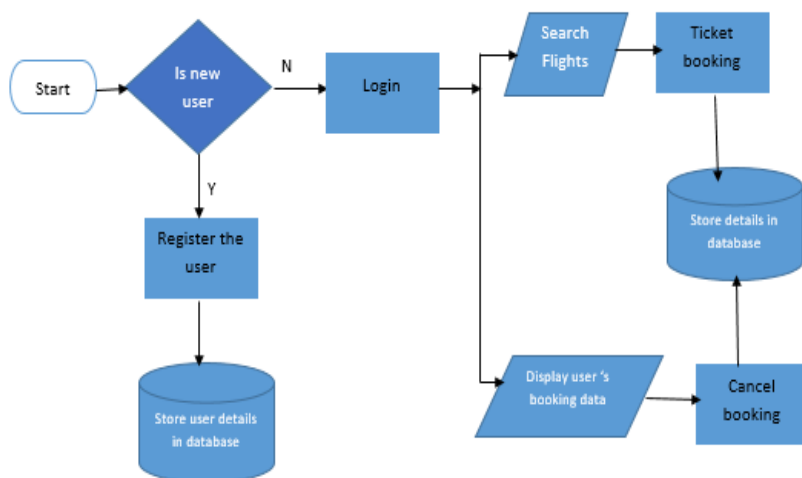 Start
Is new
user
N
Login
Search
Flights
Ticket
booking
Y
Register the
user
Store details in
database
Store user details
in database
Display user ‘s
booking data
Cancel
booking